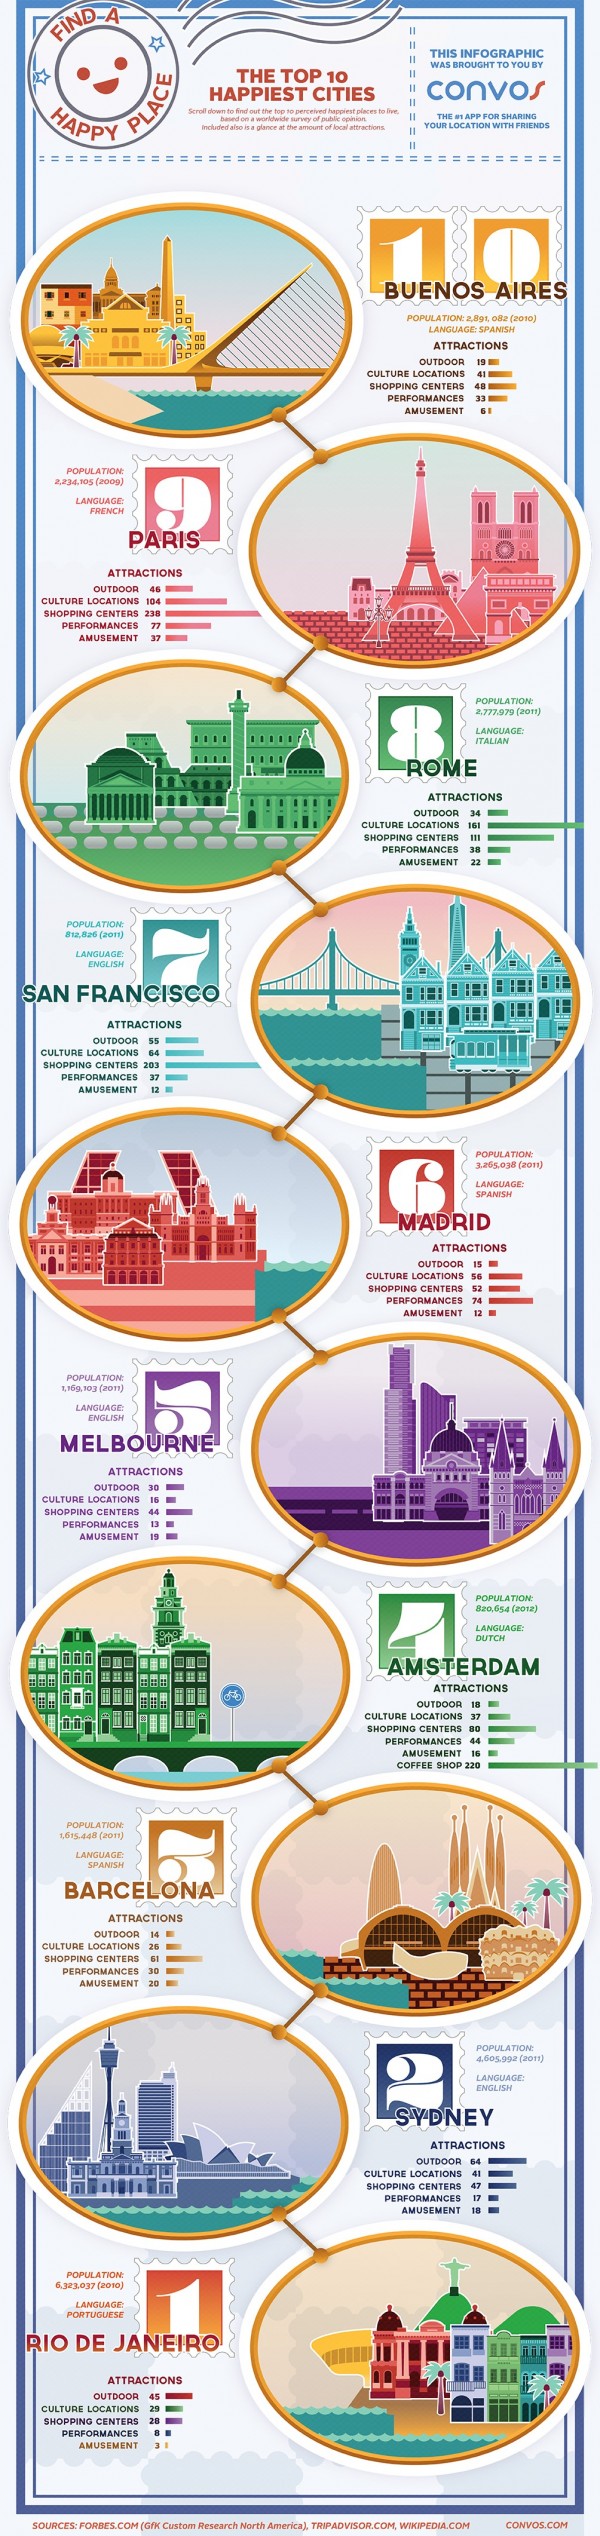 FIND A
HAPPY PLACE
THE TOP 10
HAPPIEST CITIES
Scroll down to find out the top 10 perceived happiest places to live,
based on a worldwide survey of public opinion.
Included also is a glance at the amount of local attractions.
THIS INFOGRAPHIC
WAS BROUGHT TO YOU BY
CONVOS
THE #1 APP FOR SHARING
YOUR LOCATION WITH FRIENDS
10
BUENOS AIRES
POPULATION: 2,891, 082 (2010)
LANGUAGE: SPANISH
ATTRACTIONS
OUTDOOR 19
CULTURE LOCATIONS 41
SHOPPING CENTERS 48
PERFORMANCES 33
AMUSEMENT 6
POPULATION:
2,234,105 (2009)
LANGUAGE:
FRENCH
9
PARIS
ATTRACTIONS
OUTDOOR 46
CULTURE LOCATIONS 104
SHOPPING CENTERS 238
PERFORMANCES 77
AMUSEMENT 37
8
ROME
POPULATION:
2,777,979 (2011)
LANGUAGE:
ITALIAN
ATTRACTIONS
OUTDOOR 34
CULTURE LOCATIONS 161
SHOPPING CENTERS 111
PERFORMANCES 38
AMUSEMENT 22
POPULATION:
812,826 (2011)
LANGUAGE:
ENGLISH
7
SAN FRANCISCO
ATTRACTIONS
OUTDOOR 55
CULTURE LOCATIONS 64
SHOPPING CENTERS 203
PERFORMANCES 37
AMUSEMENT 12
6
MADRID
POPULATION:
3,265,038 (2011)
LANGUAGE:
SPANISH
ATTRACTIONS
OUTDOOR 15
CULTURE LOCATIONS 56
SHOPPING CENTERS 52
PERFORMANCES 74
AMUSEMENT 12
POPULATION:
1,169,103 (2011)
LANGUAGE:
ENGLISH
5
MELBOURNE
ATTRACTIONS
OUTDOOR 30
CULTURE LOCATIONS 16
SHOPPING CENTERS 44
PERFORMANCES 13
AMUSEMENT 19
4
AMSTERDAM
POPULATION:
820,654 (2012)
LANGUAGE:
DUTCH
ATTRACTIONS
OUTDOOR 18
CULTURE LOCATIONS 37
SHOPPING CENTERS 80
PERFORMANCES 44
AMUSEMENT 16
COFFEE SHOP 220
POPULATION:
1,615,448 (2011)
LANGUAGE:
SPANISH
3
BARCELONA
ATTRACTIONS
OUTDOOR 14
CULTURE LOCATIONS 26
SHOPPING CENTERS 61
PERFORMANCES 30
AMUSEMENT 20
2
SYDNEY
POPULATION:
4,605,992 (2011)
LANGUAGE:
ENGLISH
ATTRACTIONS
OUTDOOR 64
CULTURE LOCATIONS 41
SHOPPING CENTERS 47
PERFORMANCES 17
AMUSEMENT 18
POPULATION:
6,323,037 (2010)
LANGUAGE:
PORTUGUESE
1
RIO DE JANEIRO
ATTRACTIONS
OUTDOOR 45
CULTURE LOCATIONS 29
SHOPPING CENTERS 28
PERFORMANCES 8
AMUSEMENT 3
SOURCES: FORBES.COM (GfK Custom Research North America), TRIPADVISOR.COM, WIKIPEDIA.COM
CONVOS.COM